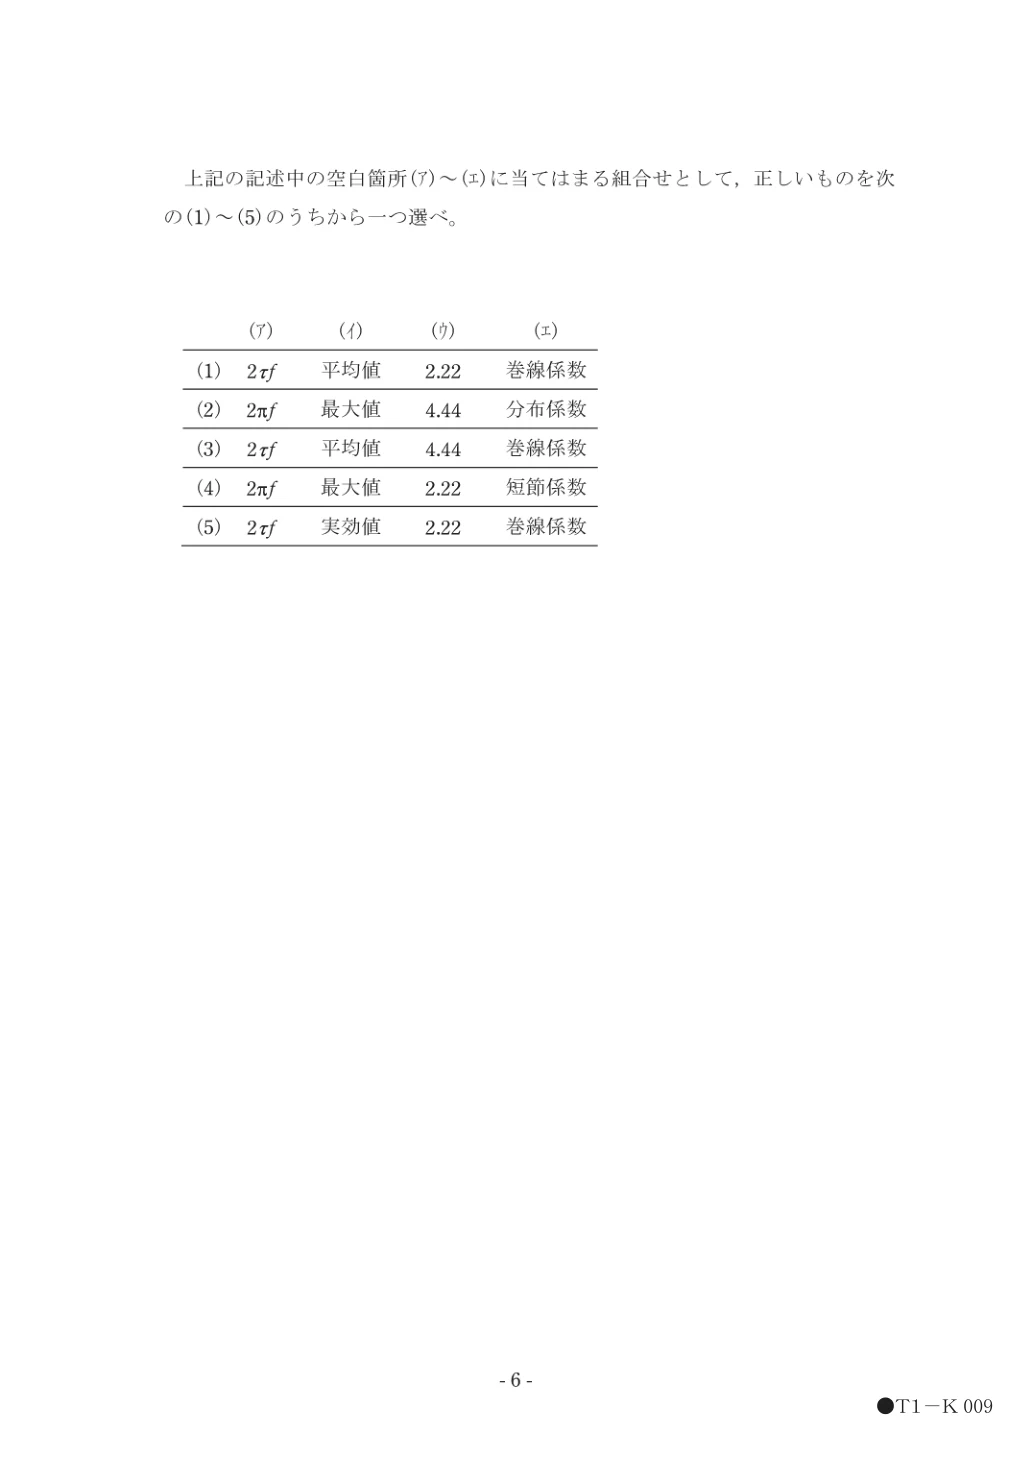 上記の記述中の空白箇所(ア)～(エ)に当てはまる組合せとして，正しいものを次
の(1)～(5)のうちから一つ選べ。
(ア) (イ) (ウ) (エ)
(1) 2τf 平均値 2.22 巻線係数
(2) 2πf 最大値 4.44 分布係数
(3) 2τf 平均値 4.44 巻線係数
(4) 2πf 最大値 2.22 短節係数
(5) 2τf 実効値 2.22 巻線係数
- 6 -
●T1－K 009